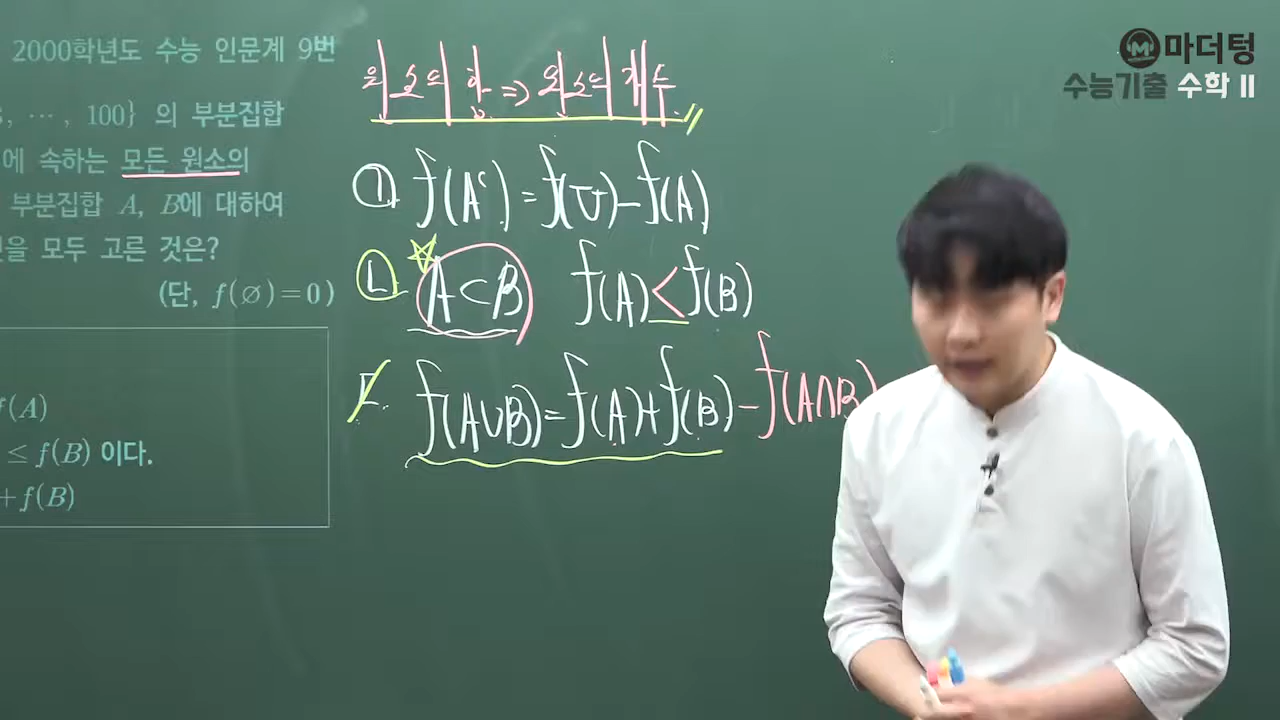 2000학년도 수능 인문계 9번
, ⋯, 100} 의 부분집합
에 속하는 모든 원소의
부분집합 A, B에 대하여
것을 모두 고른 것은?
(단, f(∅)=0)
f(A)
≤ f(B) 이다.
+f(B)
원소의 합 => 원소의 개수
ㄱ. f(Aᶜ)=f(U)-f(A)
ㄴ. A⊂B f(A)<f(B)
ㄷ. f(A∪B)=f(A)+f(B)-f(A∩B)
마더텅
수능기출 수학 II